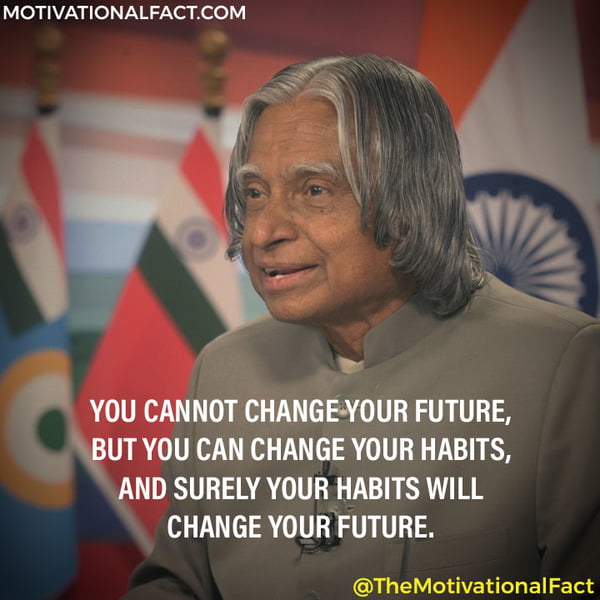 MOTIVATIONALFACT.COM
YOU CANNOT CHANGE YOUR FUTURE,
BUT YOU CAN CHANGE YOUR HABITS,
AND SURELY YOUR HABITS WILL
CHANGE YOUR FUTURE.
@TheMotivationalFact